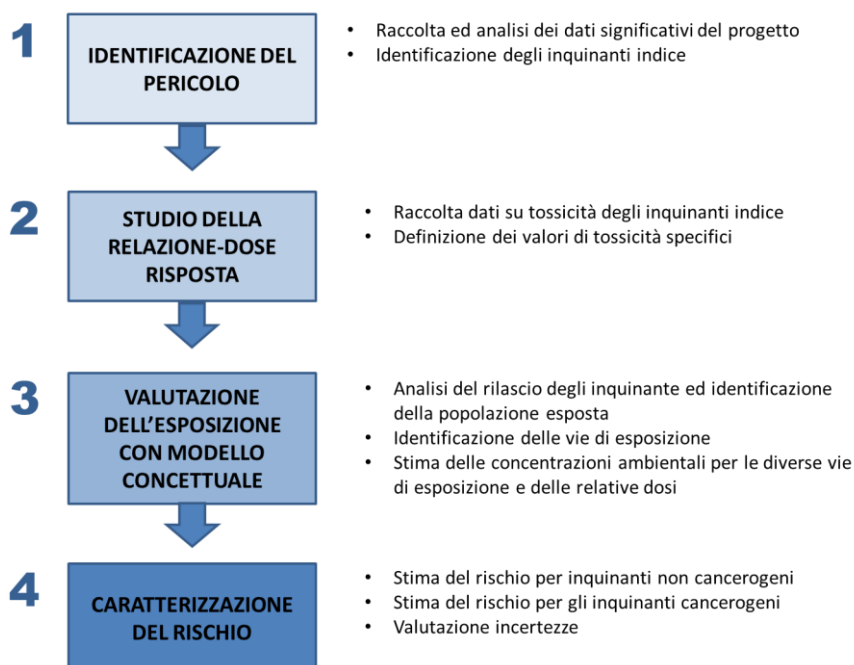 1
IDENTIFICAZIONE DEL
PERICOLO
• Raccolta ed analisi dei dati significativi del progetto
• Identificazione degli inquinanti indice
2
STUDIO DELLA
RELAZIONE-DOSE
RISPOSTA
• Raccolta dati su tossicità degli inquinanti indice
• Definizione dei valori di tossicità specifici
3
VALUTAZIONE
DELL'ESPOSIZIONE
CON MODELLO
CONCETTUALE
• Analisi del rilascio degli inquinante ed identificazione
della popolazione esposta
• Identificazione delle vie di esposizione
• Stima delle concentrazioni ambientali per le diverse vie
di esposizione e delle relative dosi
4
CARATTERIZZAZIONE
DEL RISCHIO
• Stima del rischio per inquinanti non cancerogeni
• Stima del rischio per gli inquinanti cancerogeni
• Valutazione incertezze